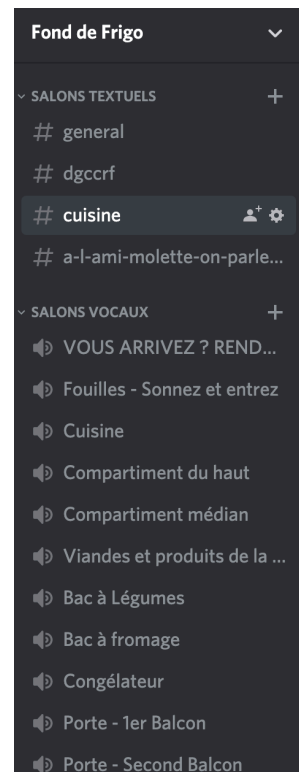 Fond de Frigo
SALONS TEXTUELS
# general
# dgccrf
# cuisine
# a-l-ami-molette-on-parle...
SALONS VOCAUX
VOUS ARRIVEZ ? REND...
Fouilles - Sonnez et entrez
Cuisine
Compartiment du haut
Compartiment médian
Viandes et produits de la ...
Bac à Légumes
Bac à fromage
Congélateur
Porte - 1er Balcon
Porte - Second Balcon